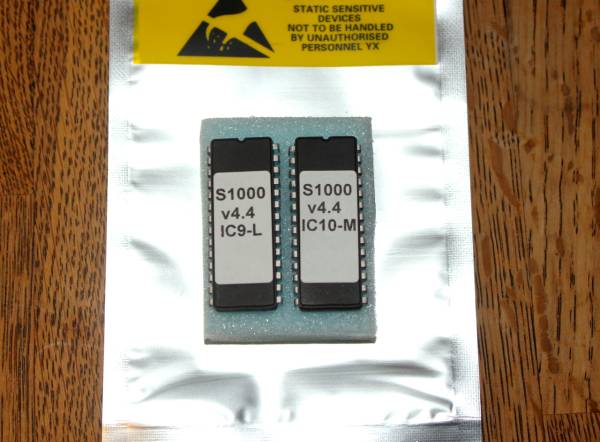 STATIC SENSITIVE
DEVICES
NOT TO BE HANDLED
BY UNAUTHORISED
PERSONNEL YX
S1000
v4.4
IC9-L
S1000
v4.4
IC10-M